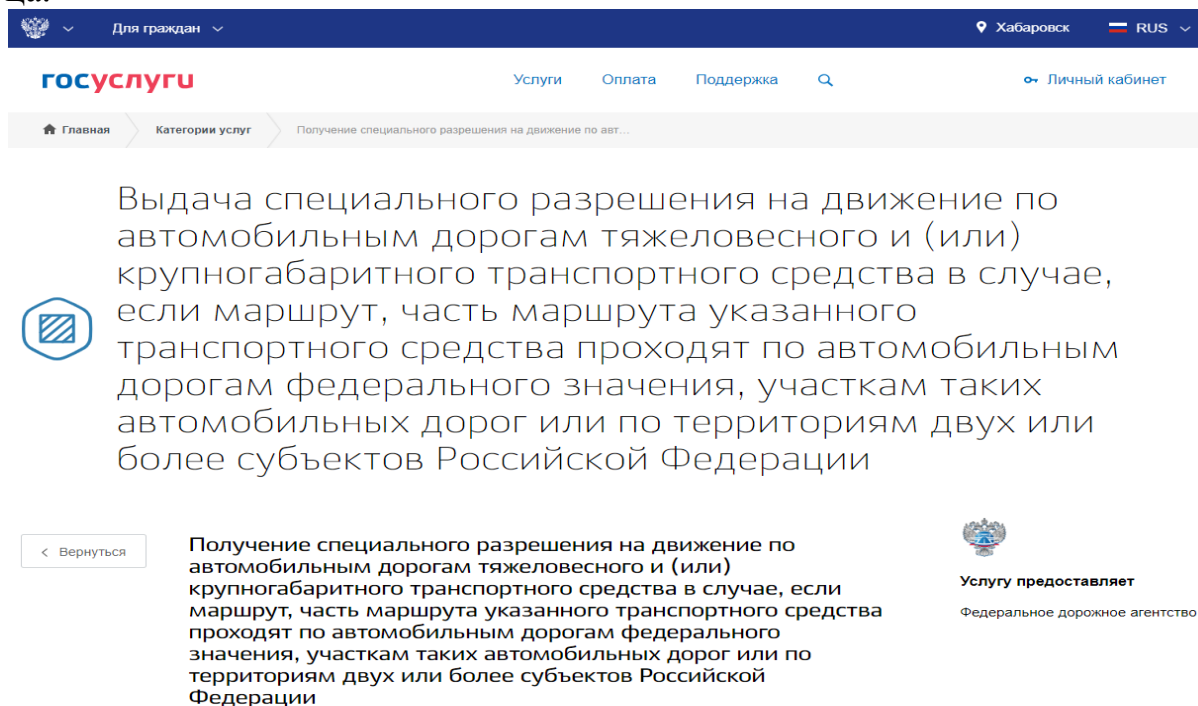 Для граждан
Хабаровск
RUS
госуслуги
Услуги
Оплата
Поддержка
Личный кабинет
Главная
Категории услуг
Получение специального разрешения на движение по авт...
Выдача специального разрешения на движение по
автомобильным дорогам тяжеловесного и (или)
крупногабаритного транспортного средства в случае,
если маршрут, часть маршрута указанного
транспортного средства проходят по автомобильным
дорогам федерального значения, участкам таких
автомобильных дорог или по территориям двух или
более субъектов Российской Федерации
Вернуться
Получение специального разрешения на движение по
автомобильным дорогам тяжеловесного и (или)
крупногабаритного транспортного средства в случае, если
маршрут, часть маршрута указанного транспортного средства
проходят по автомобильным дорогам федерального
значения, участкам таких автомобильных дорог или по
территориям двух или более субъектов Российской
Федерации
Услугу предоставляет
Федеральное дорожное агентство